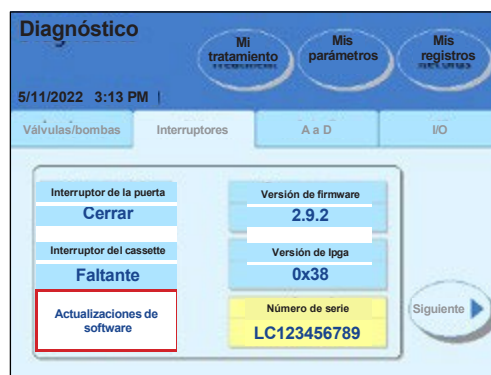 Diagnóstico
Mi
tratamiento
Mis
parámetros
Mis
registros
5/11/2022 3:13 PM |
Válvulas/bombas
Interruptores
A a D
I/O
Interruptor de la puerta
Cerrar
Versión de firmware
2.9.2
Interruptor del cassette
Faltante
Versión de lpga
0x38
Actualizaciones de
software
Número de serie
LC123456789
Siguiente